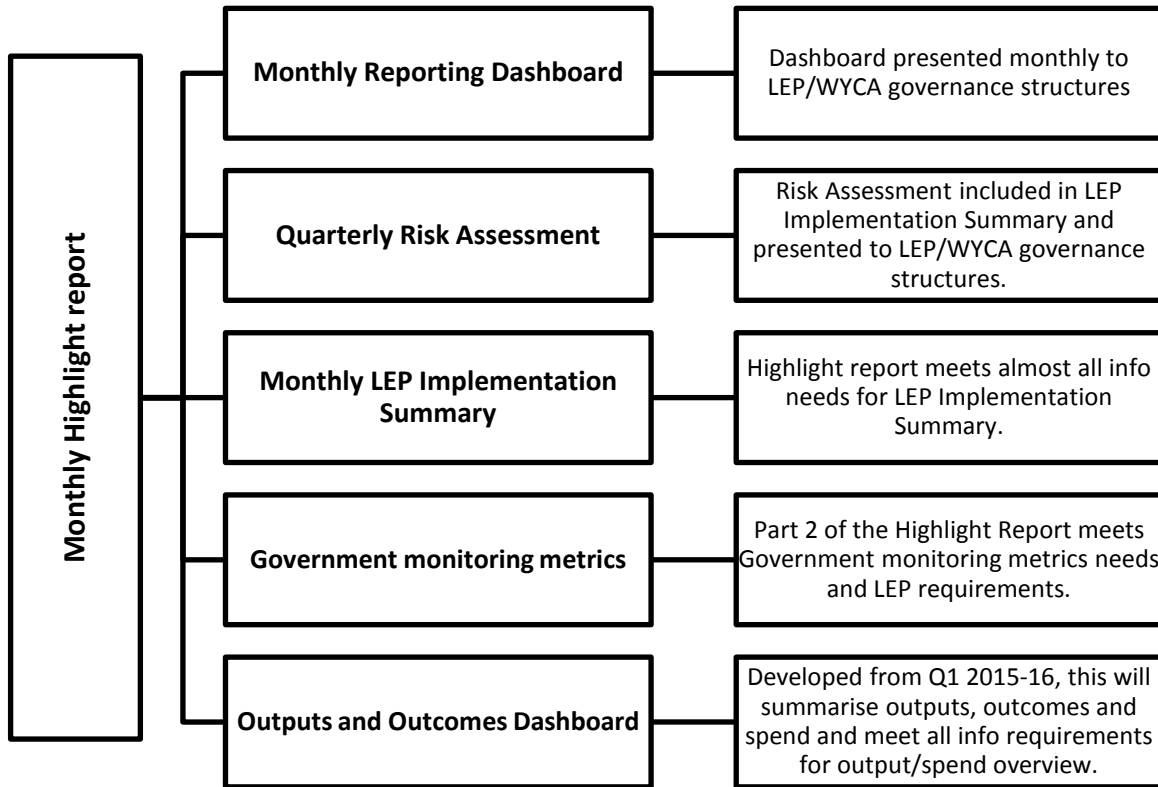 Monthly Highlight report
Monthly Reporting Dashboard
Dashboard presented monthly to
LEP/WYCA governance structures
Quarterly Risk Assessment
Risk Assessment included in LEP
Implementation Summary and
presented to LEP/WYCA governance
structures.
Monthly LEP Implementation
Summary
Highlight report meets almost all info
needs for LEP Implementation
Summary.
Government monitoring metrics
Part 2 of the Highlight Report meets
Government monitoring metrics needs
and LEP requirements.
Outputs and Outcomes Dashboard
Developed from Q1 2015-16, this will
summarise outputs, outcomes and
spend and meet all info requirements
for output/spend overview.